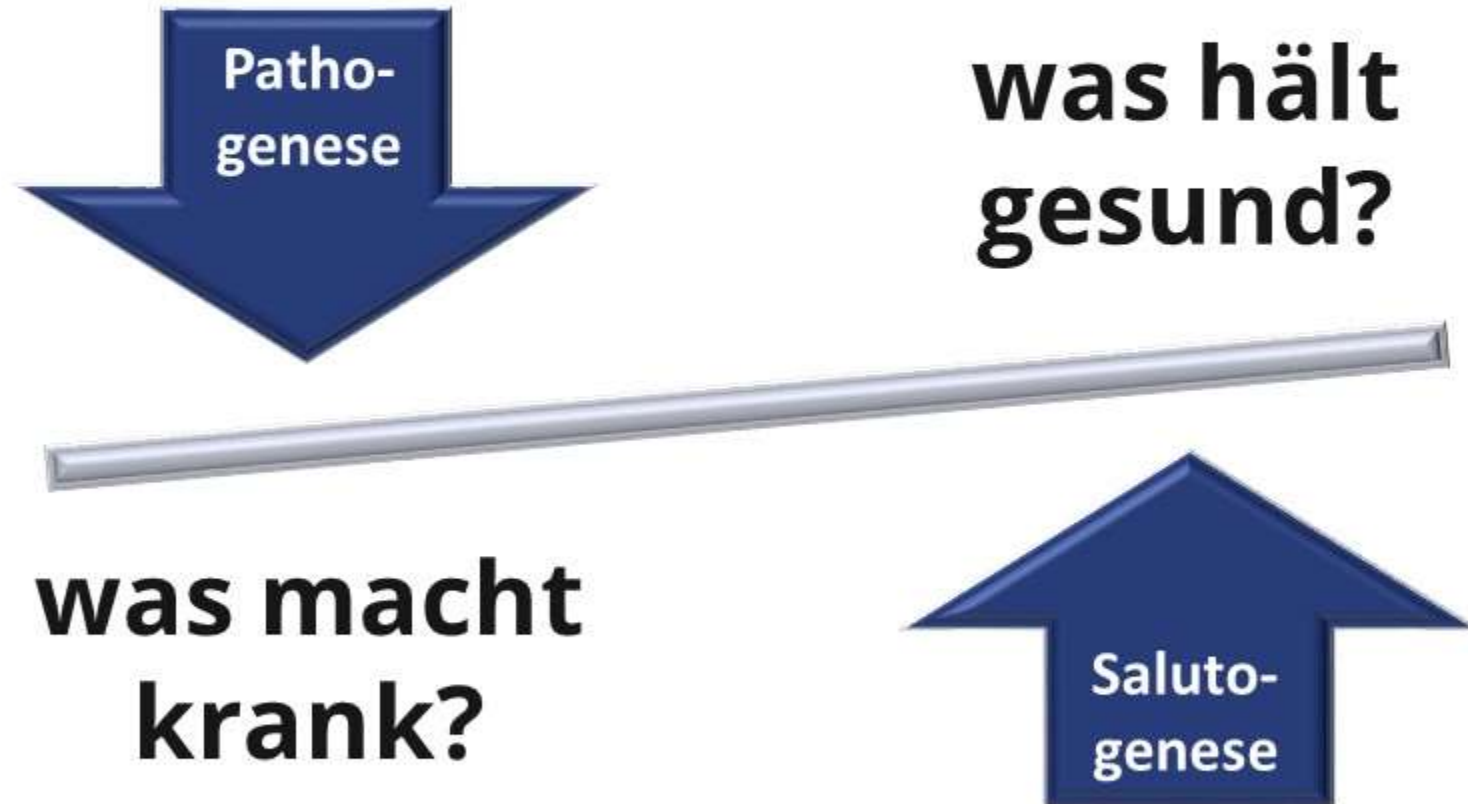 Patho-
genese
was hält
gesund?
was macht
krank?
Saluto-
genese